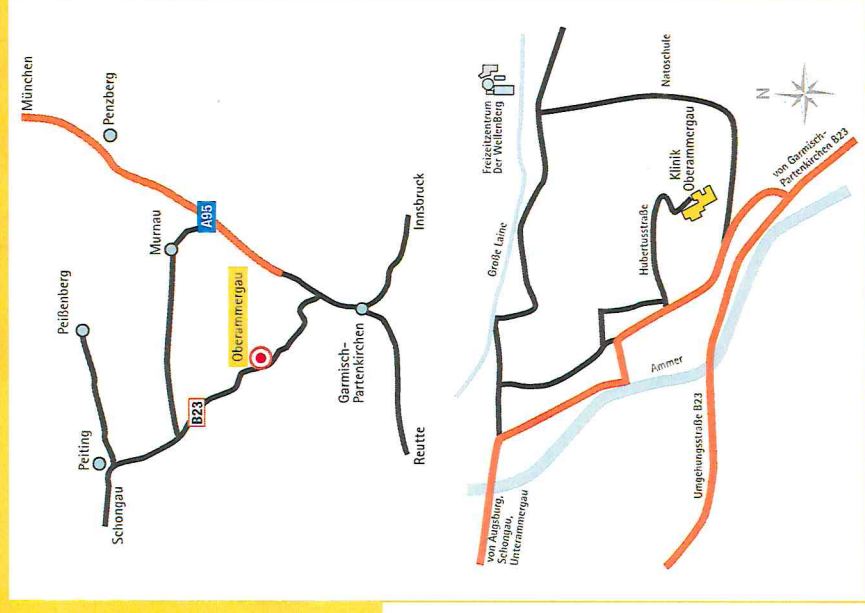 München
Penzberg
Murnau
A95
Peißenberg
Peiting
Schongau
B23
Oberammergau
Garmisch-
Partenkirchen
Innsbruck
Reutte
Freizeitzentrum
Der WellenBerg
Große Laine
Natoschule
Klinik
Oberammergau
Hubertusstraße
Ammer
N
von Garmisch-
Partenkirchen B23
Umgehungsstraße B23
von Augsburg,
Schongau,
Unterammergau